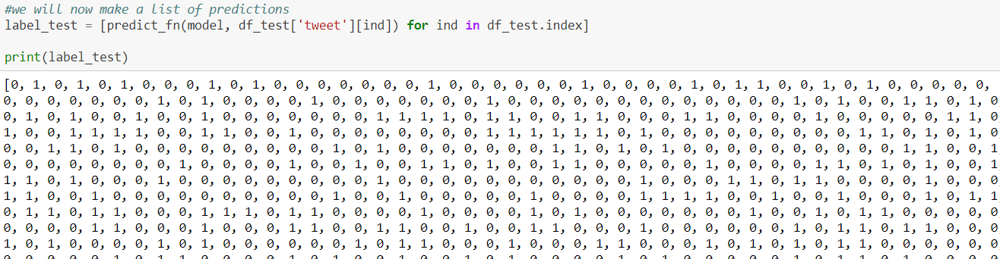 #we will now make a list of predictions
label_test = [predict_fn(model, df_test['tweet'][ind]) for ind in df_test.index]
print(label_test)
[0, 1, 0, 1, 0, 1, 0, 0, 0, 1, 0, 1, 0, 0, 0, 0, 0, 0, 0, 1, 0, 0, 0, 0, 0, 0, 1, 0, 0, 0, 0, 1, 0, 1, 1, 0, 0, 1, 0, 1, 0, 0, 0, 0, 0,
0, 0, 0, 0, 0, 0, 0, 1, 0, 1, 0, 0, 0, 0, 1, 0, 0, 0, 0, 0, 0, 0, 1, 0, 0, 0, 0, 0, 0, 0, 0, 0, 0, 0, 0, 0, 1, 0, 1, 0, 0, 1, 1, 0, 1, 0
0, 1, 0, 1, 0, 0, 1, 0, 0, 1, 0, 0, 0, 0, 0, 0, 0, 1, 1, 1, 1, 0, 1, 1, 0, 0, 1, 1, 0, 0, 0, 1, 1, 0, 0, 0, 0, 1, 0, 0, 0, 0, 0, 1, 1, 0
1, 0, 0, 1, 1, 1, 1, 0, 0, 1, 1, 0, 0, 1, 0, 0, 0, 0, 0, 0, 0, 0, 1, 1, 1, 1, 1, 1, 0, 1, 0, 0, 0, 0, 0, 0, 0, 0, 0, 1, 1, 0, 1, 0, 1, 0
0, 0, 1, 1, 0, 1, 0, 0, 0, 0, 0, 0, 0, 0, 0, 1, 0, 1, 0, 0, 0, 0, 0, 0, 0, 1, 1, 0, 1, 0, 1, 0, 0, 0, 0, 0, 0, 0, 0, 0, 0, 1, 1, 0, 0, 1
0, 0, 0, 0, 0, 0, 0, 0, 1, 0, 0, 0, 0, 1, 0, 0, 1, 0, 0, 1, 1, 0, 1, 0, 0, 1, 1, 0, 0, 0, 0, 0, 1, 0, 0, 0, 0, 1, 1, 0, 1, 0, 1, 0, 0, 1
1, 1, 0, 1, 0, 0, 0, 1, 0, 0, 0, 0, 0, 0, 0, 0, 0, 1, 0, 0, 0, 0, 0, 0, 0, 0, 0, 0, 0, 1, 0, 0, 0, 1, 1, 0, 1, 1, 0, 0, 0, 0, 1, 0, 0, 0
1, 1, 0, 0, 1, 0, 0, 0, 0, 0, 0, 0, 0, 0, 0, 1, 0, 0, 1, 0, 0, 0, 0, 0, 1, 0, 0, 0, 0, 1, 1, 1, 1, 0, 0, 1, 0, 0, 1, 0, 0, 0, 1, 0, 1, 1
0, 1, 1, 0, 1, 1, 0, 0, 0, 1, 1, 1, 0, 1, 1, 0, 0, 0, 0, 1, 0, 0, 0, 0, 1, 0, 1, 0, 0, 0, 0, 0, 0, 0, 1, 0, 0, 1, 0, 1, 1, 0, 0, 0, 0, 0
0, 0, 0, 0, 1, 1, 0, 0, 0, 1, 0, 0, 0, 1, 1, 0, 0, 1, 1, 0, 0, 1, 0, 0, 1, 1, 0, 0, 0, 1, 0, 0, 0, 0, 0, 0, 1, 0, 1, 1, 0, 1, 1, 0, 0, 0
1, 0, 1, 0, 0, 0, 0, 1, 0, 1, 0, 0, 0, 0, 0, 0, 1, 0, 1, 1, 0, 0, 0, 1, 0, 0, 0, 1, 1, 0, 0, 0, 1, 0, 1, 0, 1, 0, 1, 1, 0, 0, 0, 0, 0, 0